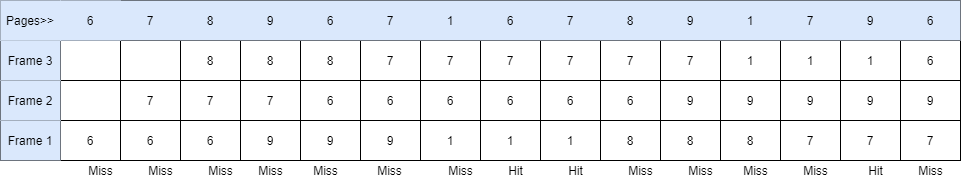 Pages>> 6 7 8 9 6 7 1 6 7 8 9 1 7 9 6
Frame 3 8 8 8 7 7 7 7 7 7 1 1 1 6
Frame 2 7 7 7 6 6 6 6 6 6 9 9 9 9 9
Frame 1 6 6 6 9 9 9 1 1 1 8 8 8 7 7 7
Miss Miss Miss Miss Miss Miss Miss Hit Hit Miss Miss Miss Miss Hit Miss